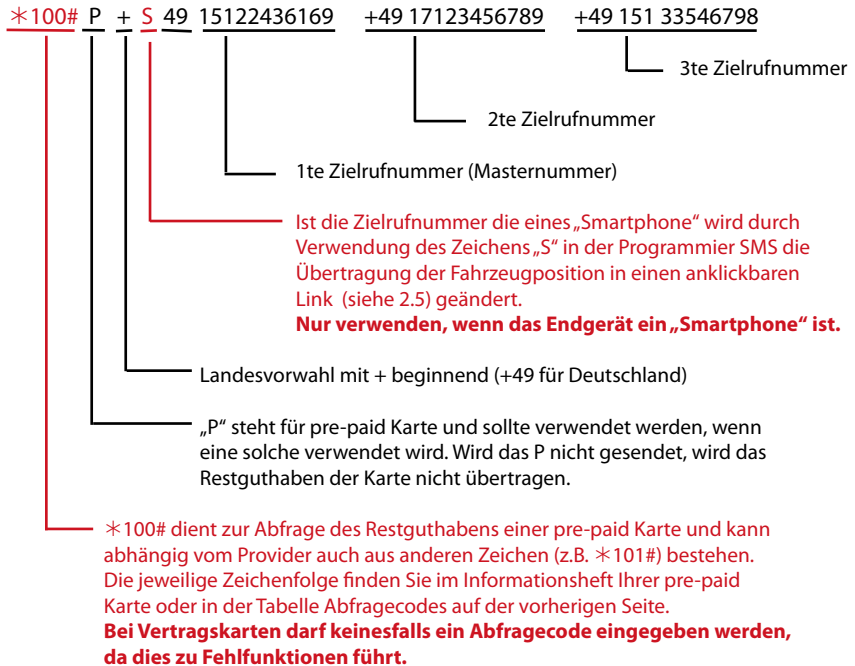 *100# P + S 49 15122436169 +49 17123456789 +49 151 33546798
3te Zielrufnummer
2te Zielrufnummer
1te Zielrufnummer (Masternummer)
Ist die Zielrufnummer die eines „Smartphone“ wird durch
Verwendung des Zeichens „S“ in der Programmier SMS die
Übertragung der Fahrzeugposition in einen anklickbaren
Link (siehe 2.5) geändert.
Nur verwenden, wenn das Endgerät ein „Smartphone“ ist.
Landesvorwahl mit + beginnend (+49 für Deutschland)
„P“ steht für pre-paid Karte und sollte verwendet werden, wenn
eine solche verwendet wird. Wird das P nicht gesendet, wird das
Restguthaben der Karte nicht übertragen.
*100# dient zur Abfrage des Restguthabens einer pre-paid Karte und kann
abhängig vom Provider auch aus anderen Zeichen (z.B. *101#) bestehen.
Die jeweilige Zeichenfolge finden Sie im Informationsheft Ihrer pre-paid
Karte oder in der Tabelle Abfragecodes auf der vorherigen Seite.
Bei Vertragskarten darf keinesfalls ein Abfragecode eingegeben werden,
da dies zu Fehlfunktionen führt.